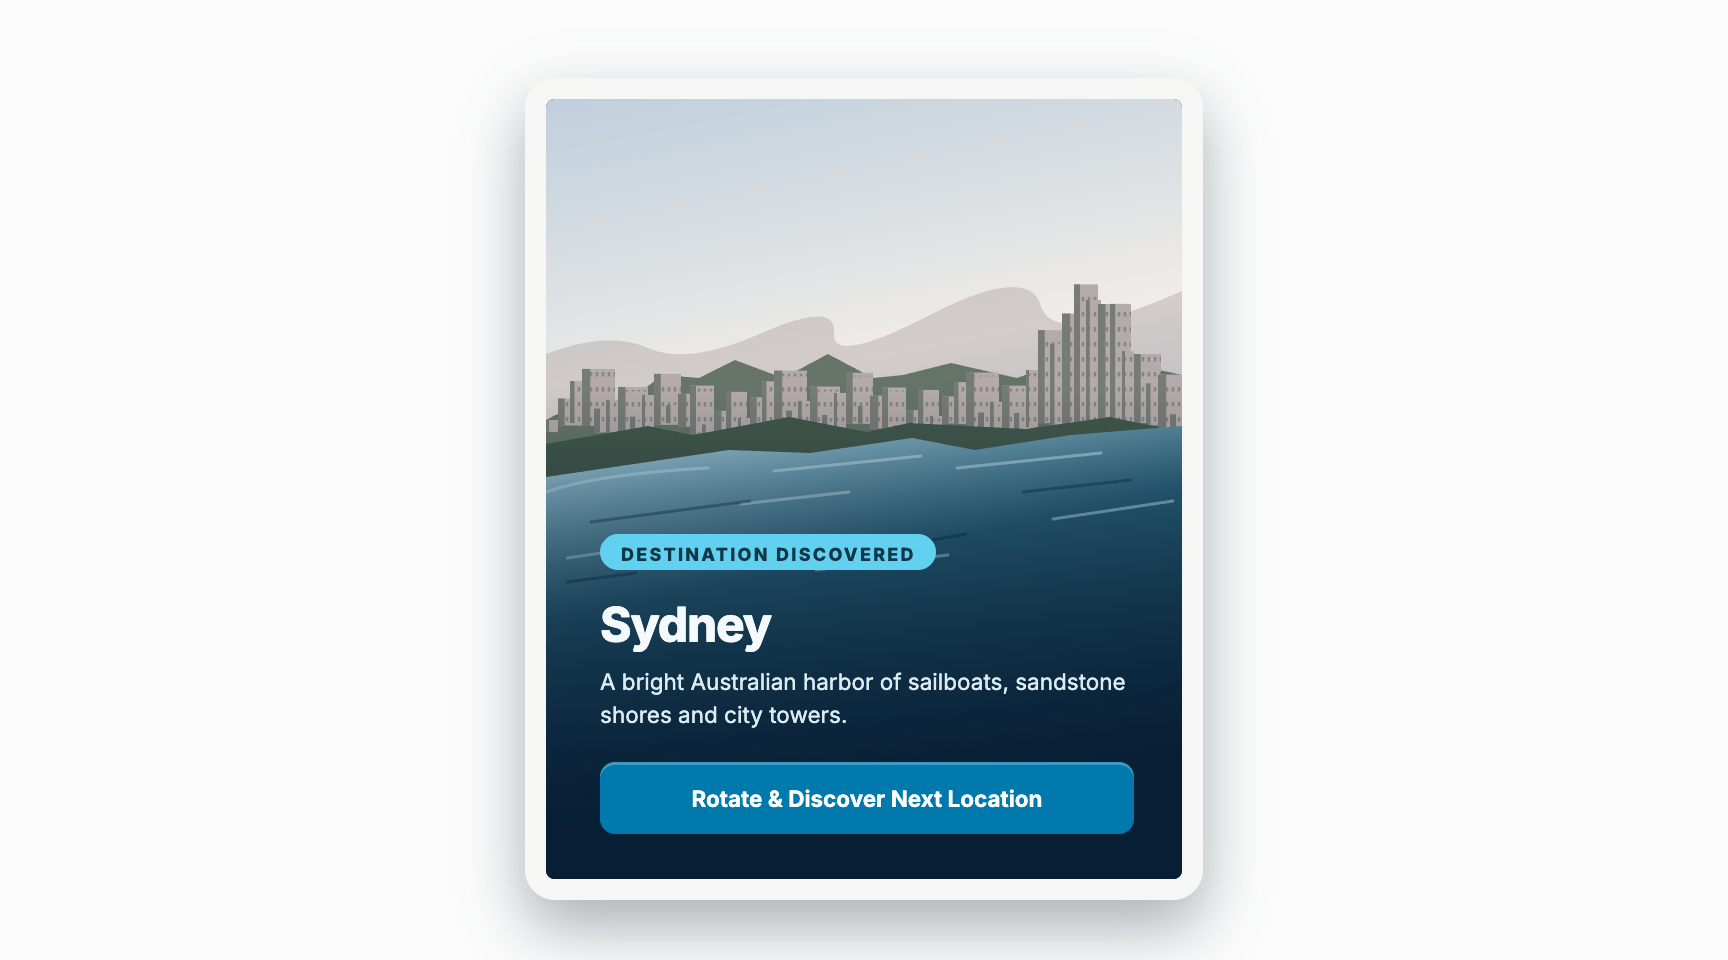 DESTINATION DISCOVERED
Sydney
A bright Australian harbor of sailboats, sandstone
shores and city towers.
Rotate & Discover Next Location